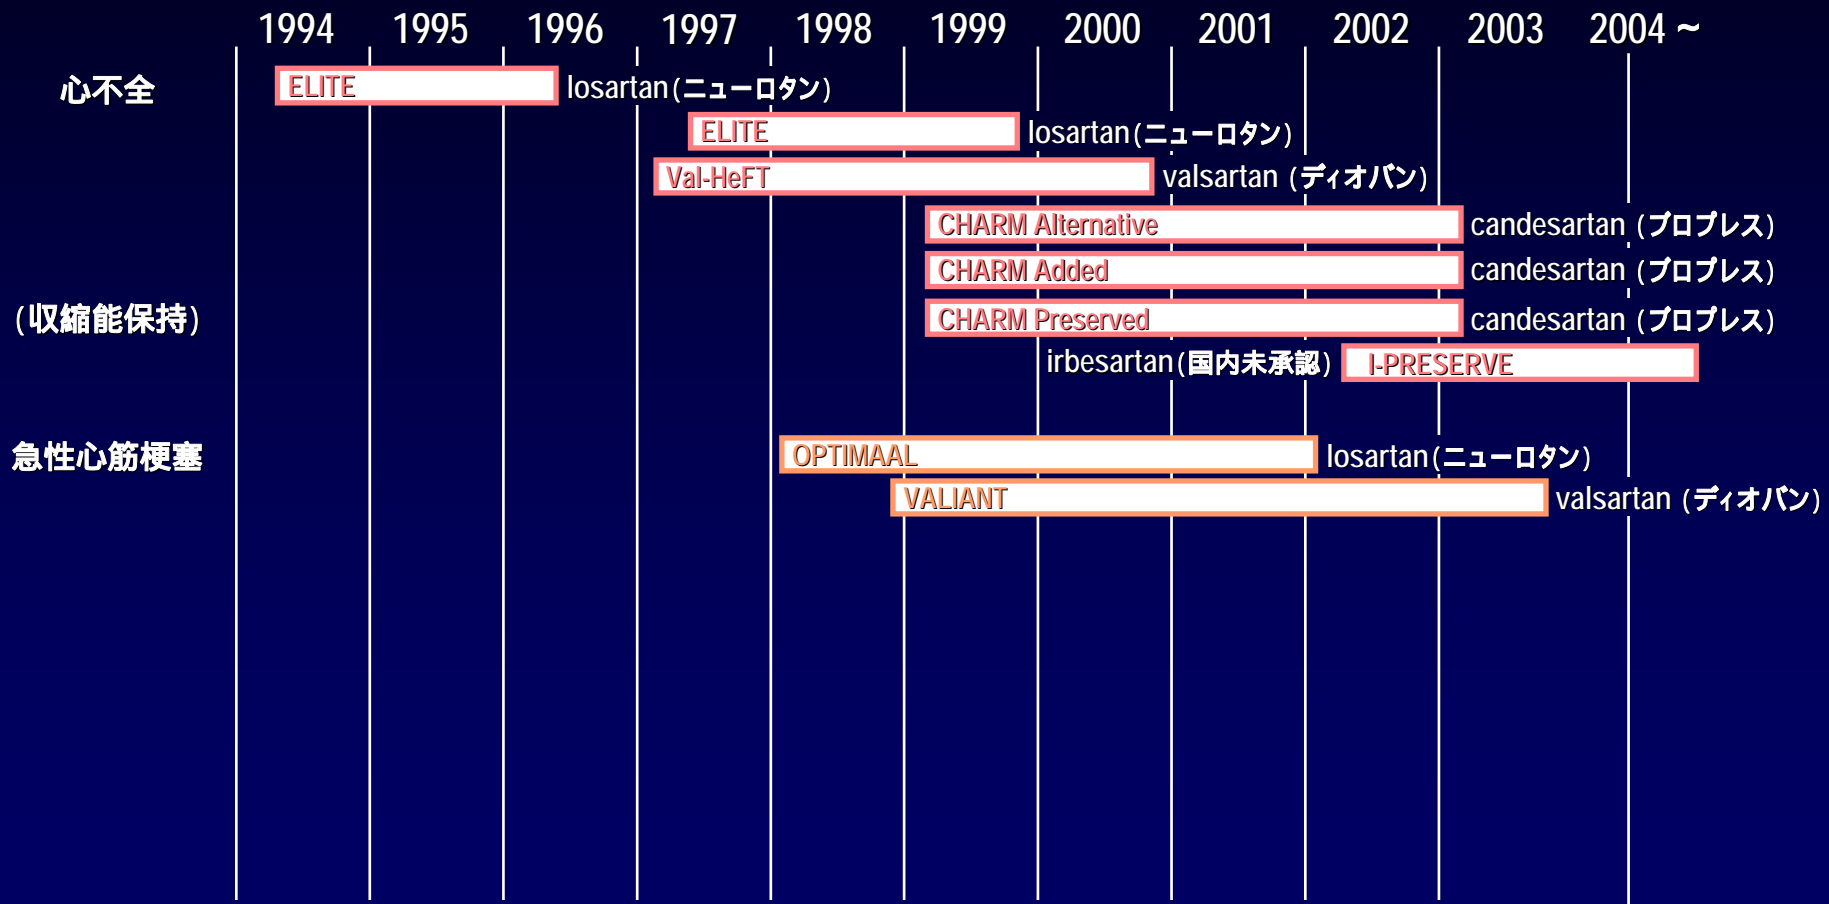 1994 1995 1996 1997 1998 1999 2000 2001 2002 2003 2004 ~
心不全
ELITE losartan(ニューロタン)
ELITE losartan(ニューロタン)
Val-HeFT valsartan (ディオバン)
CHARM Alternative candesartan (プロプレス)
CHARM Added candesartan (プロプレス)
(収縮能保持)
CHARM Preserved candesartan (プロプレス)
irbesartan(国内未承認) I-PRESERVE
急性心筋梗塞
OPTIMAAL losartan(ニューロタン)
VALIANT valsartan (ディオバン)